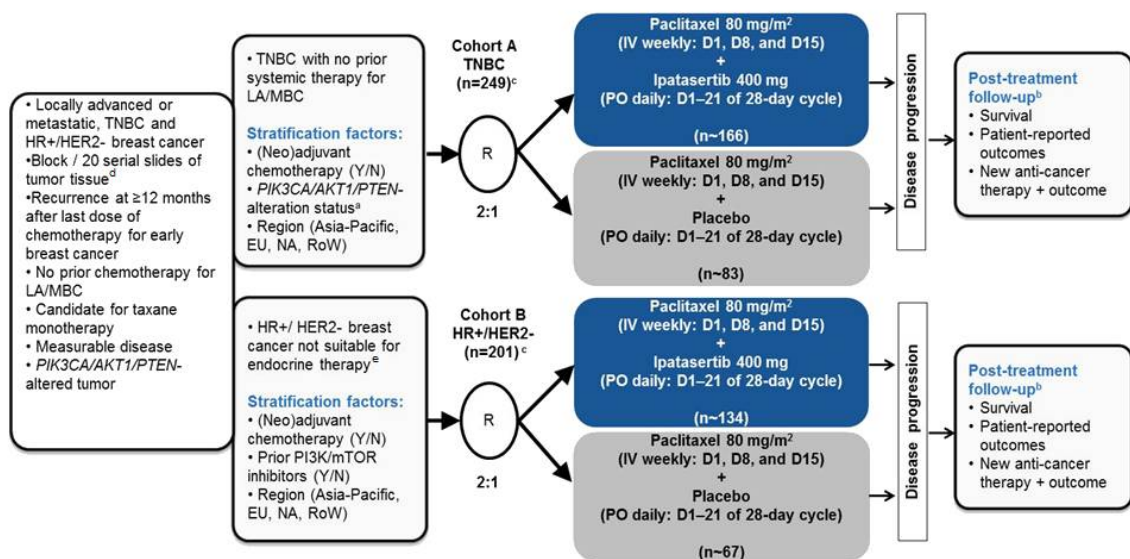 • Locally advanced or
metastatic, TNBC and
HR+/HER2- breast cancer
•Block / 20 serial slides of
tumor tissueᵈ
•Recurrence at ≥12 months
after last dose of
chemotherapy for early
breast cancer
• No prior chemotherapy for
LA/MBC
• Candidate for taxane
monotherapy
• Measurable disease
• PIK3CA/AKT1/PTEN-
altered tumor
• TNBC with no prior
systemic therapy for
LA/MBC
Stratification factors:
• (Neo)adjuvant
chemotherapy (Y/N)
• PIK3CA/AKT1/PTEN-
alteration statusᵃ
• Region (Asia-Pacific,
EU, NA, RoW)
Cohort A
TNBC
(n=249)ᶜ
R
2:1
Paclitaxel 80 mg/m²
(IV weekly: D1, D8, and D15)
+
Ipatasertib 400 mg
(PO daily: D1–21 of 28-day cycle)
(n~166)
Paclitaxel 80 mg/m²
(IV weekly: D1, D8, and D15)
+
Placebo
(PO daily: D1–21 of 28-day cycle)
(n~83)
Disease progression
Post-treatment
follow-upᵇ
• Survival
• Patient-reported
outcomes
• New anti-cancer
therapy + outcome
• HR+/ HER2- breast
cancer not suitable for
endocrine therapyᵉ
Stratification factors:
• (Neo)adjuvant
chemotherapy (Y/N)
• Prior PI3K/mTOR
inhibitors (Y/N)
• Region (Asia-Pacific,
EU, NA, RoW)
Cohort B
HR+/HER2-
(n=201)ᶜ
R
2:1
Paclitaxel 80 mg/m²
(IV weekly: D1, D8, and D15)
+
Ipatasertib 400 mg
(PO daily: D1–21 of 28-day cycle)
(n~134)
Paclitaxel 80 mg/m²
(IV weekly: D1, D8, and D15)
+
Placebo
(PO daily: D1–21 of 28-day cycle)
(n~67)
Disease progression
Post-treatment
follow-upᵇ
• Survival
• Patient-reported
outcomes
• New anti-cancer
therapy + outcome